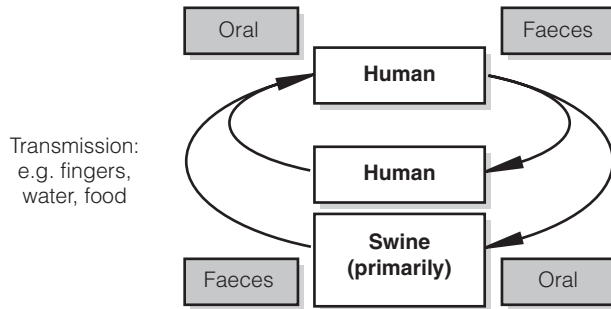 Oral
Faeces
Human
Transmission:
e.g. fingers,
water, food
Human
Swine
(primarily)
Faeces
Oral